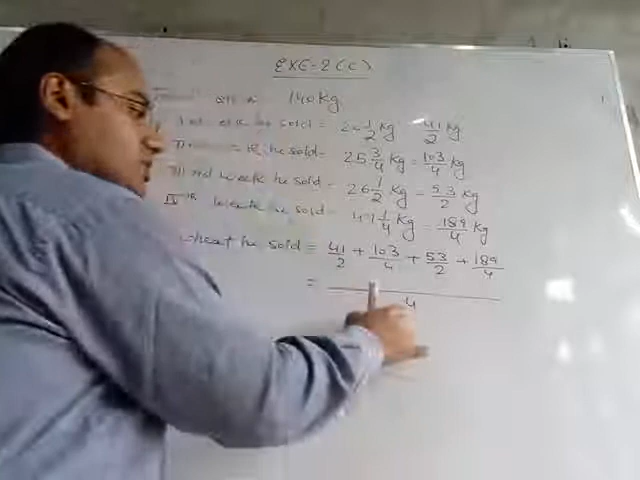 EXE-2(C)
140 kg.
Ist week he sold = 20 1/2 kg 41/2 kg
he sold = 25 3/4 kg = 103/4 kg
III rd week he sold = 26 1/2 kg = 53/2 kg
IV th week he sold = 47 1/4 kg = 189/4 kg
wheat he sold = 41/2 + 103/4 + 53/2 + 189/4
= 4